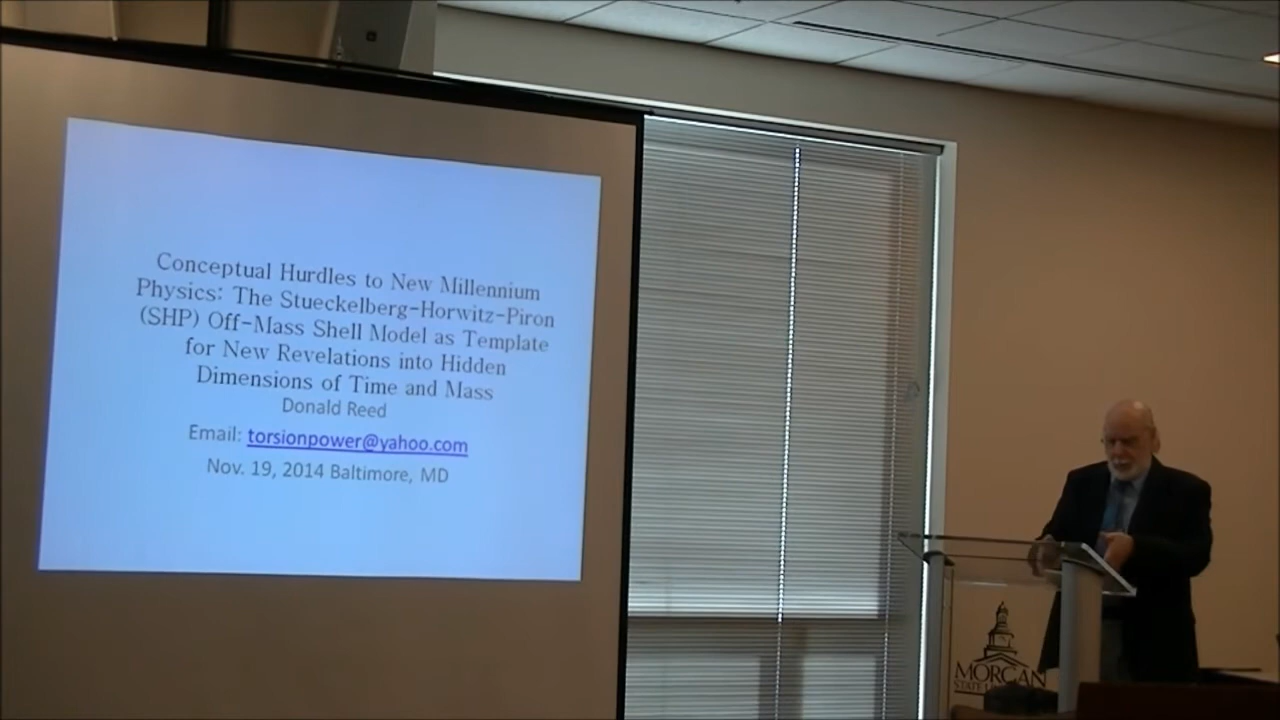 Conceptual Hurdles to New Millennium
Physics: The Stueckelberg-Horwitz-Piron
(SHP) Off-Mass Shell Model as Template
for New Revelations into Hidden
Dimensions of Time and Mass
Donald Reed
Email: torsionpower@yahoo.com
Nov. 19, 2014 Baltimore, MD
MORGAN
STATE